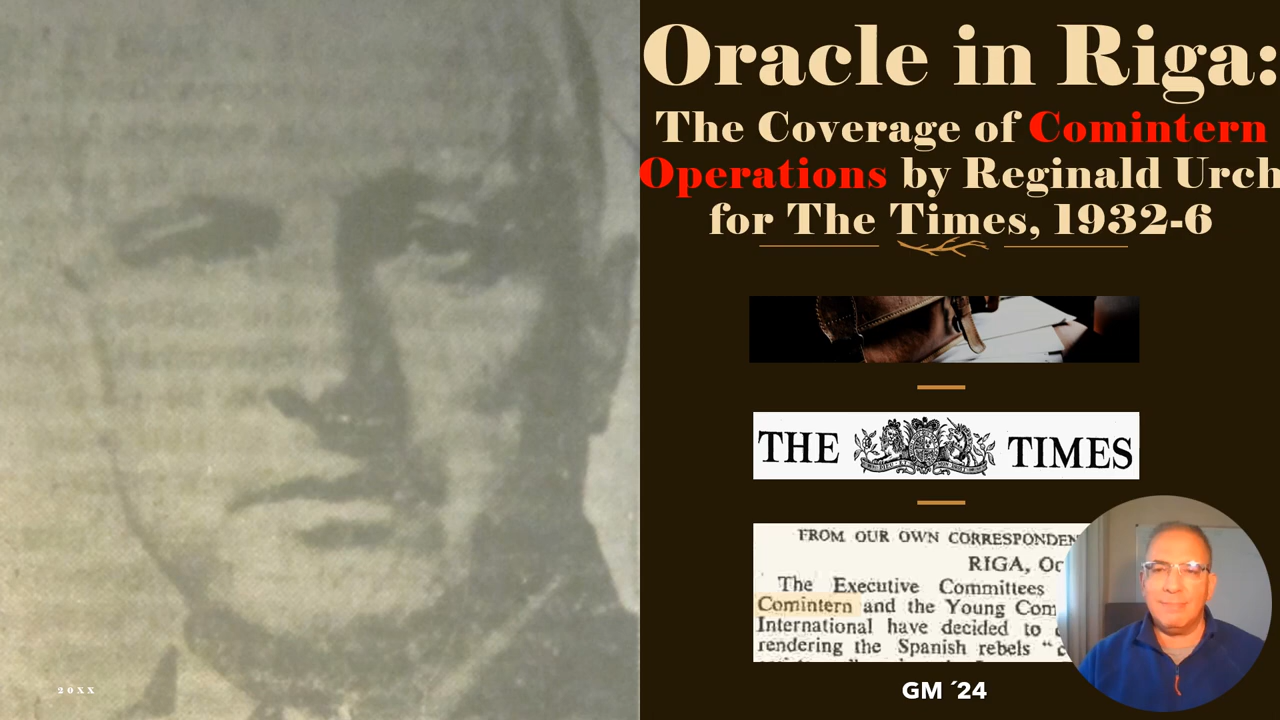 Oracle in Riga:
The Coverage of Comintern
Operations by Reginald Urch
for The Times, 1932-6
THE TIMES
FROM OUR OWN CORRESPONDEN
RIGA, Oc
The Executive Committees
Comintern and the Young Com
International have decided to
rendering the Spanish rebels
GM ´24
20XX